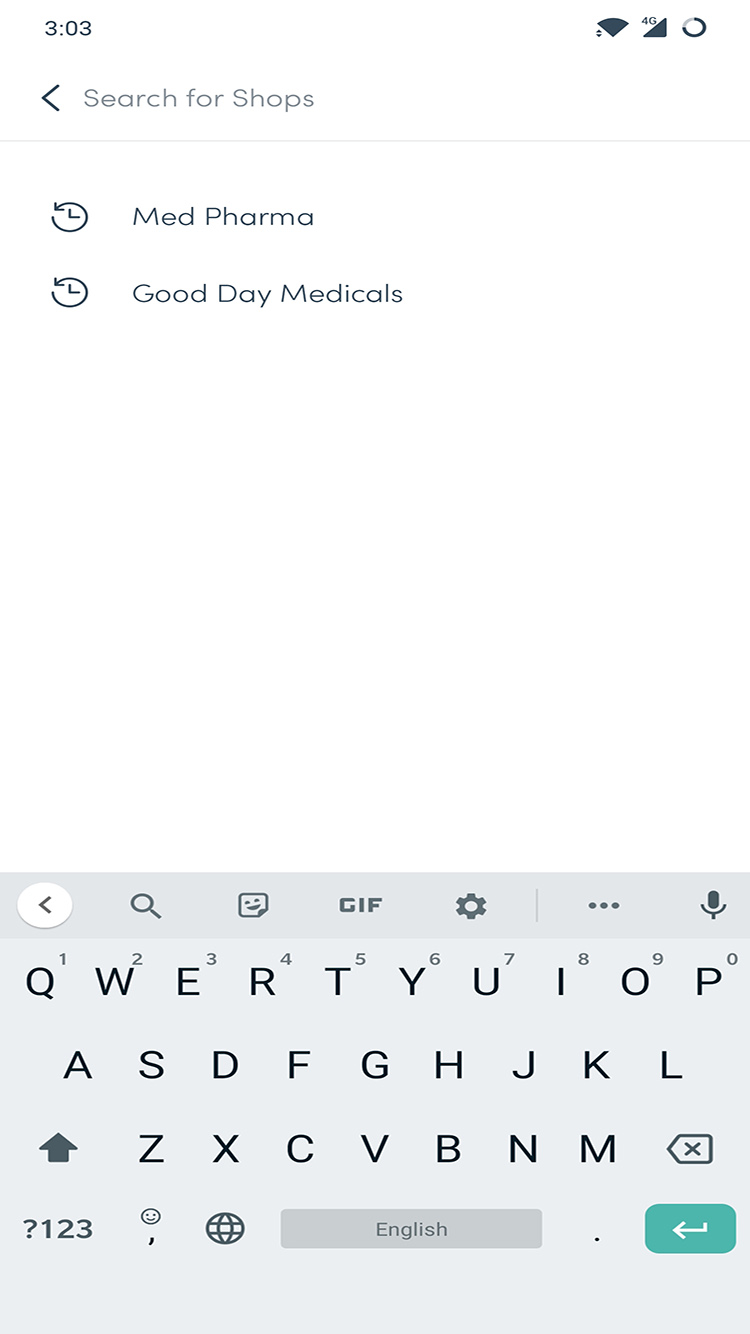 3:03 4G
Search for Shops
Med Pharma
Good Day Medicals
GIF
1 2 3 4 5 6 7 8 9 0
Q W E R T Y U I O P
A S D F G H J K L
Z X C V B N M
?123 , English .